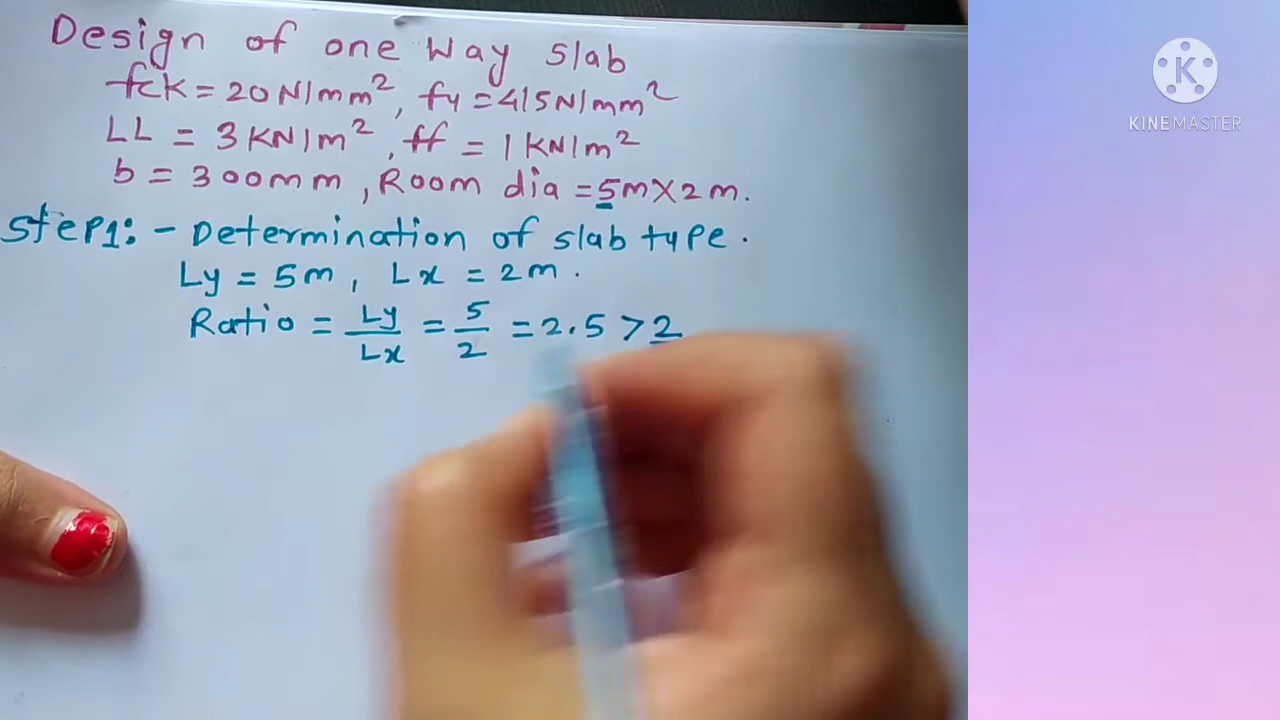 Design of one way slab
fck = 20 N/mm², fy = 415 N/mm²
LL = 3 KN/m², ff = 1 KN/m²
b = 300mm, Room dia = 5m X 2m.
Step1:- Determination of slab type.
Ly = 5m, Lx = 2m.
Ratio = Ly/Lx = 5/2 = 2.5 > 2
KINEMASTER